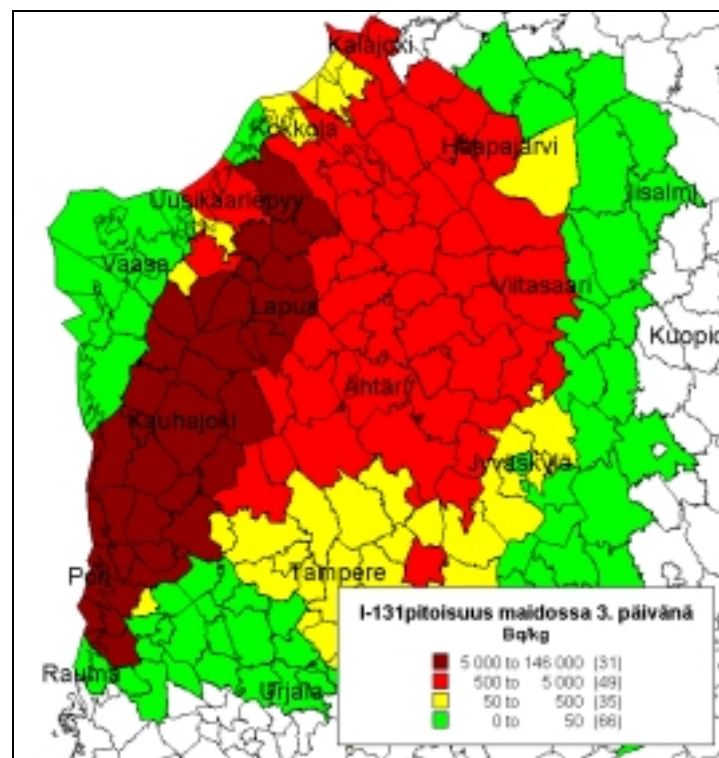 Kalajoki
Kokkola
Haapajärvi
Iisalmi
Uusikaarlepyy
Vaasa
Lapua
Viitasaari
Kuopio
Ähtäri
Kauhajoki
Jyväskylä
Pori
Tampere
Rauma
Urjala
I-131pitoisuus maidossa 3. päivänä
Bq/kg
5 000 to 146 000 (31)
500 to 5 000 (49)
50 to 500 (35)
0 to 50 (66)